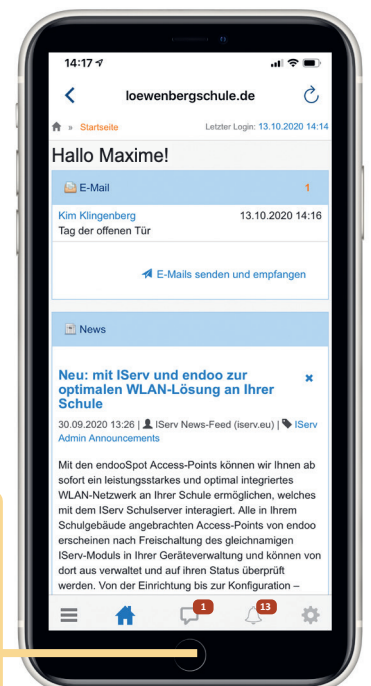 14:17
loewenbergschule.de
» Startseite Letzter Login: 13.10.2020 14:14
Hallo Maxime!
E-Mail 1
Kim Klingenberg 13.10.2020 14:16
Tag der offenen Tür
E-Mails senden und empfangen
News
Neu: mit IServ und endoo zur
optimalen WLAN-Lösung an Ihrer
Schule
30.09.2020 13:26 | IServ News-Feed (iserv.eu) | IServ
Admin Announcements
Mit den endooSpot Access-Points können wir Ihnen ab
sofort ein leistungsstarkes und optimal integriertes
WLAN-Netzwerk an Ihrer Schule ermöglichen, welches
mit dem IServ Schulserver interagiert. Alle in Ihrem
Schulgebäude angebrachten Access-Points von endoo
erscheinen nach Freischaltung des gleichnamigen
IServ-Moduls in Ihrer Geräteverwaltung und können von
dort aus verwaltet und auf ihren Status überprüft
werden. Von der Einrichtung bis zur Konfiguration –
1 13